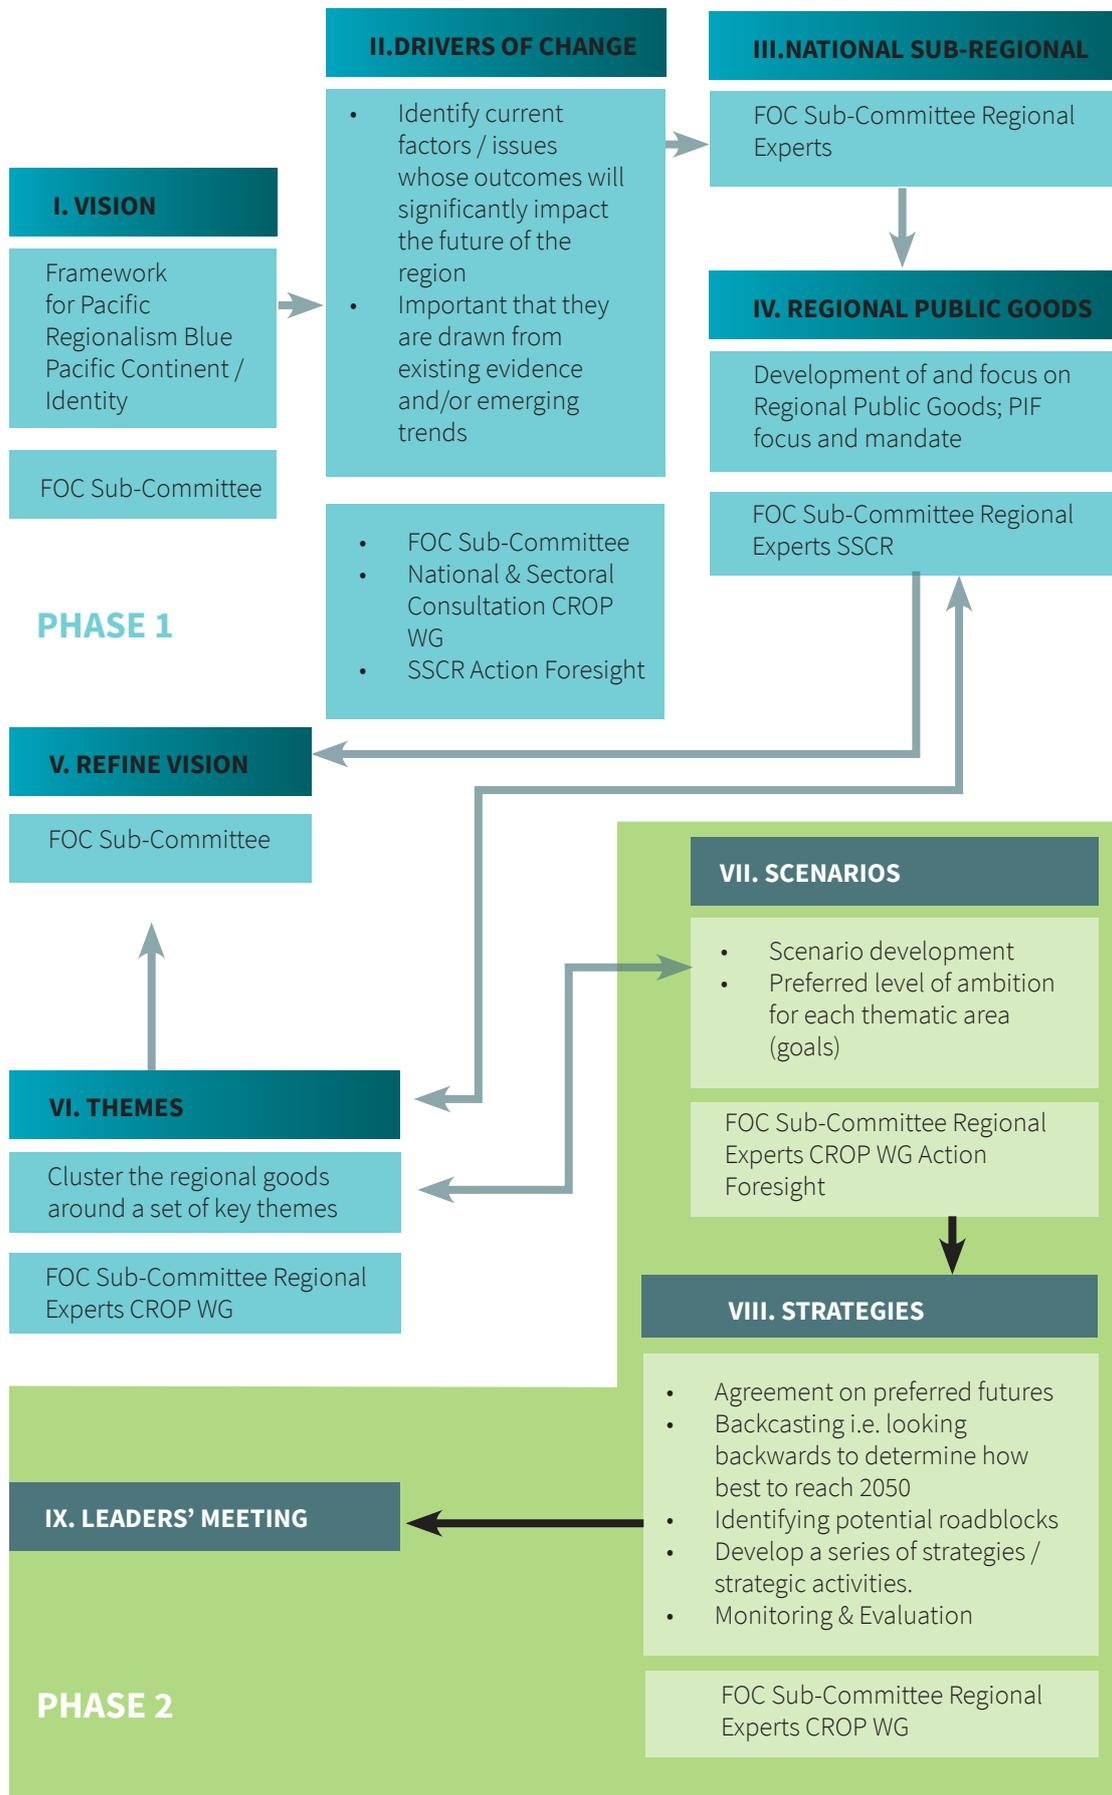 I. VISION
Framework
for Pacific
Regionalism Blue
Pacific Continent /
Identity
FOC Sub-Committee
II.DRIVERS OF CHANGE
• Identify current
factors / issues
whose outcomes will
significantly impact
the future of the
region
• Important that they
are drawn from
existing evidence
and/or emerging
trends
• FOC Sub-Committee
• National & Sectoral
Consultation CROP
WG
• SSCR Action Foresight
III.NATIONAL SUB-REGIONAL
FOC Sub-Committee Regional
Experts
IV. REGIONAL PUBLIC GOODS
Development of and focus on
Regional Public Goods; PIF
focus and mandate
FOC Sub-Committee Regional
Experts SSCR
PHASE 1
V. REFINE VISION
FOC Sub-Committee
VI. THEMES
Cluster the regional goods
around a set of key themes
FOC Sub-Committee Regional
Experts CROP WG
VII. SCENARIOS
• Scenario development
• Preferred level of ambition
for each thematic area
(goals)
FOC Sub-Committee Regional
Experts CROP WG Action
Foresight
VIII. STRATEGIES
• Agreement on preferred futures
• Backcasting i.e. looking
backwards to determine how
best to reach 2050
• Identifying potential roadblocks
• Develop a series of strategies /
strategic activities.
• Monitoring & Evaluation
FOC Sub-Committee Regional
Experts CROP WG
IX. LEADERS’ MEETING
PHASE 2